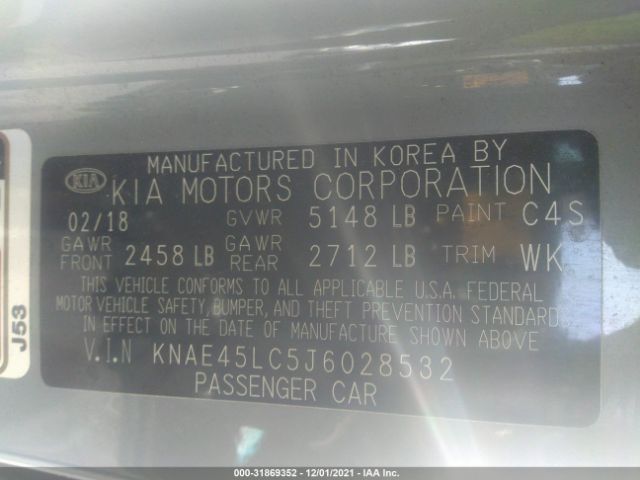 MANUFACTURED IN KOREA BY
KIA KIA MOTORS CORPORATION
02/18 GVWR 5148 LB PAINT C4S
GAWR FRONT 2458 LB GAWR REAR 2712 LB TRIM WK
THIS VEHICLE CONFORMS TO ALL APPLICABLE U.S.A. FEDERAL
MOTOR VEHICLE SAFETY, BUMPER, AND THEFT PREVENTION STANDARD
IN EFFECT ON THE DATE OF MANUFACTURE SHOWN ABOVE
V.I.N KNAE45LC5J6028532
PASSENGER CAR
J53
000-31869352 - 12/01/2021 - IAA Inc.